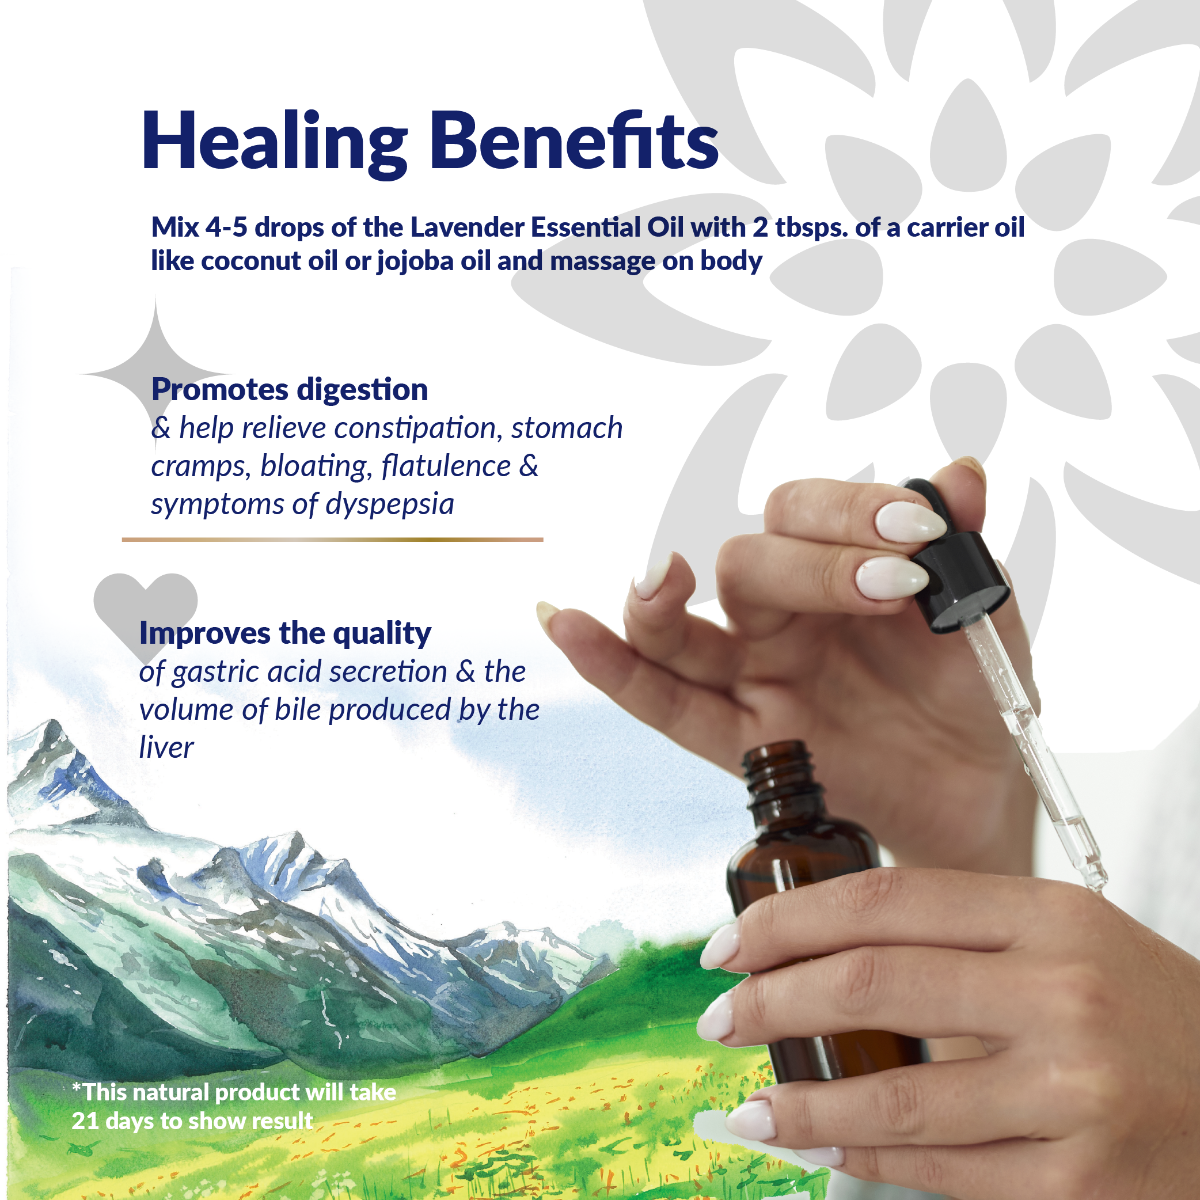 Healing Benefits
Mix 4-5 drops of the Lavender Essential Oil with 2 tbsps. of a carrier oil
like coconut oil or jojoba oil and massage on body
Promotes digestion
& help relieve constipation, stomach
cramps, bloating, flatulence &
symptoms of dyspepsia
Improves the quality
of gastric acid secretion & the
volume of bile produced by the
liver
*This natural product will take
21 days to show result